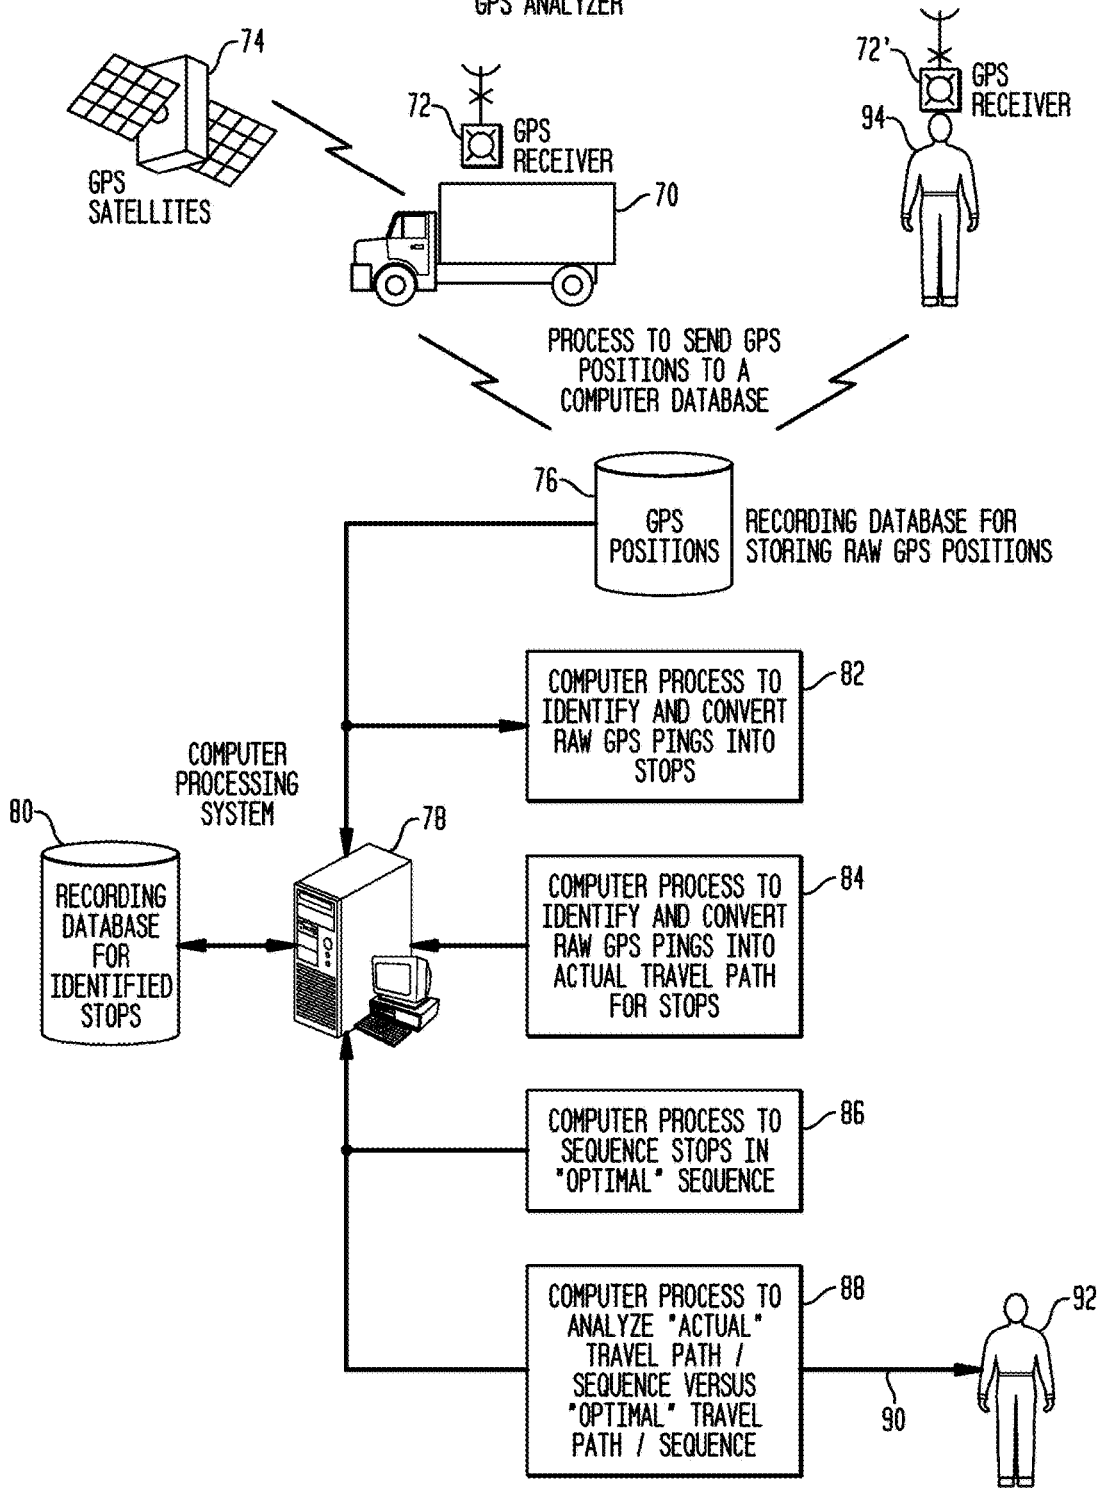 GPS ANALYZER
74
72'
GPS
RECEIVER
72
GPS
RECEIVER
94
GPS
SATELLITES
70
PROCESS TO SEND GPS
POSITIONS TO A
COMPUTER DATABASE
76
GPS
POSITIONS
RECORDING DATABASE FOR
STORING RAW GPS POSITIONS
COMPUTER PROCESS TO
IDENTIFY AND CONVERT
RAW GPS PINGS INTO
STOPS
82
COMPUTER
PROCESSING
SYSTEM
80
78
RECORDING
DATABASE
FOR
IDENTIFIED
STOPS
COMPUTER PROCESS TO
IDENTIFY AND CONVERT
RAW GPS PINGS INTO
ACTUAL TRAVEL PATH
FOR STOPS
84
COMPUTER PROCESS TO
SEQUENCE STOPS IN
"OPTIMAL" SEQUENCE
86
COMPUTER PROCESS TO
ANALYZE "ACTUAL"
TRAVEL PATH /
SEQUENCE VERSUS
"OPTIMAL" TRAVEL
PATH / SEQUENCE
88
90
92